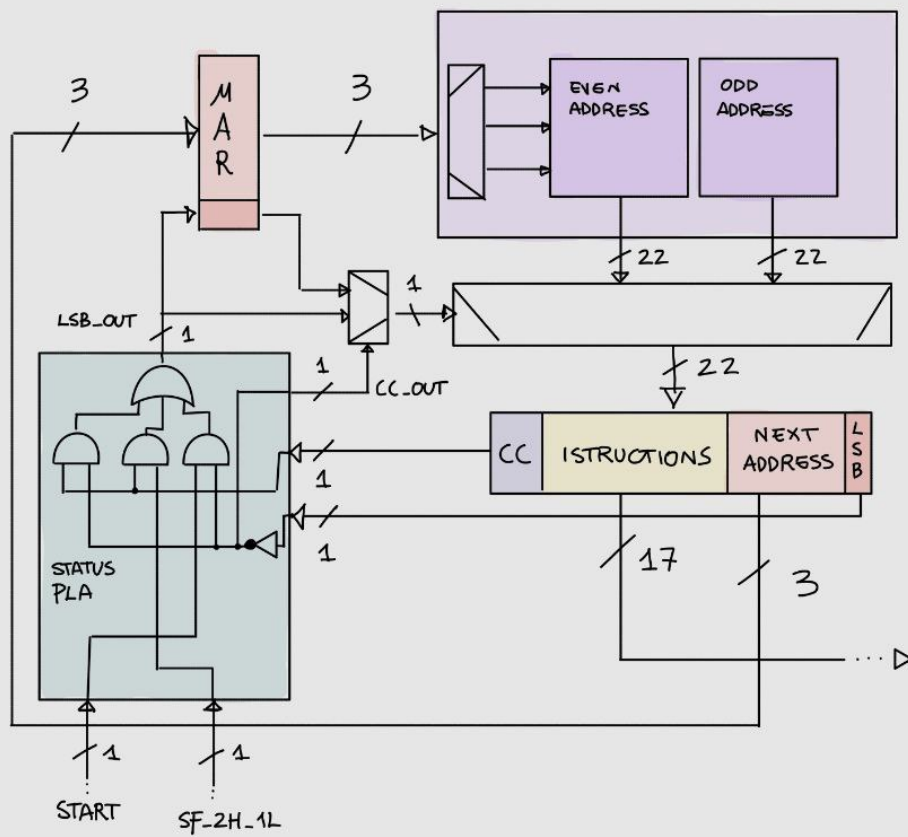 3
M
A
R
3
EVEN
ADDRESS
ODD
ADDRESS
22
22
LSB_OUT
1
1
1
CC_OUT
22
CC
ISTRUCTIONS
NEXT
ADDRESS
L
S
B
1
1
STATUS
PLA
17
3
1
1
START
SF_2H_1L